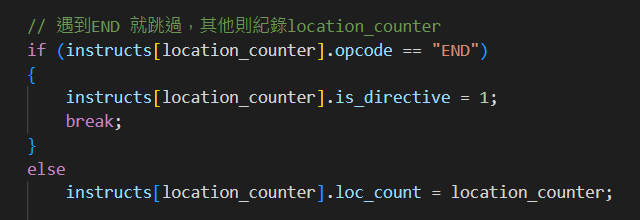 // 遇到END 就跳過，其他則紀錄location_counter
if (instructs[location_counter].opcode == "END")
{
    instructs[location_counter].is_directive = 1;
    break;
}
else
    instructs[location_counter].loc_count = location_counter;